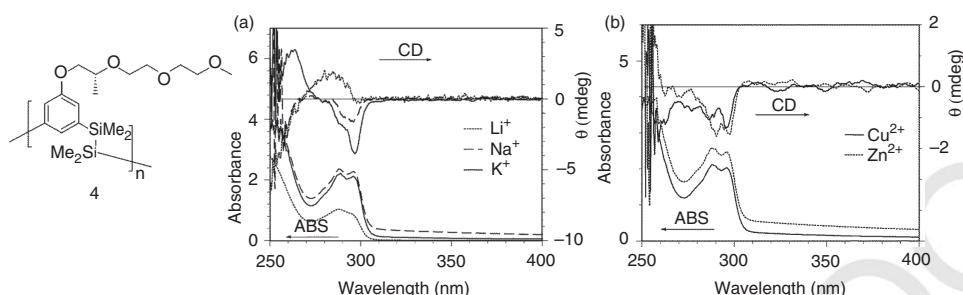 O
O
O
O
SiMe₂
Me₂Si
n
4
(a)
6
4
2
0
Absorbance
5
0
−5
−10
θ (mdeg)
CD
Li⁺
Na⁺
K⁺
ABS
250
300
350
400
Wavelength (nm)
(b)
5
0
Absorbance
2
0
−2
θ (mdeg)
CD
Cu²⁺
Zn²⁺
ABS
250
300
350
400
Wavelength (nm)